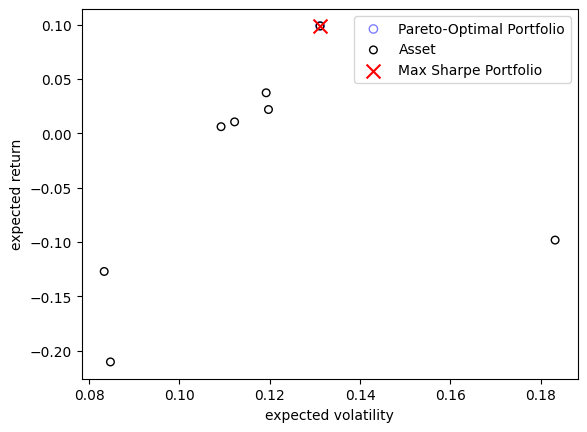 0.10
0.05
0.00
−0.05
−0.10
−0.15
−0.20
expected return
Pareto-Optimal Portfolio
Asset
Max Sharpe Portfolio
0.08 0.10 0.12 0.14 0.16 0.18
expected volatility